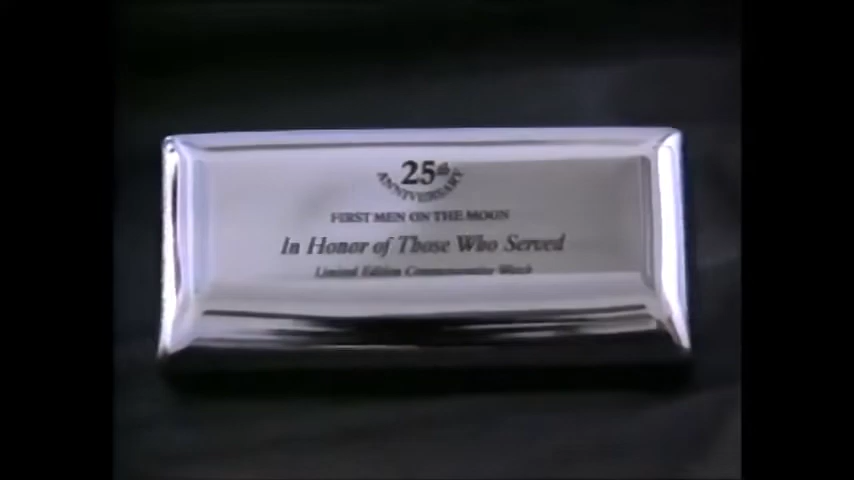 25th
ANNIVERSARY
FIRST MEN ON THE MOON
In Honor of Those Who Served
Limited Edition Commemorative Watch